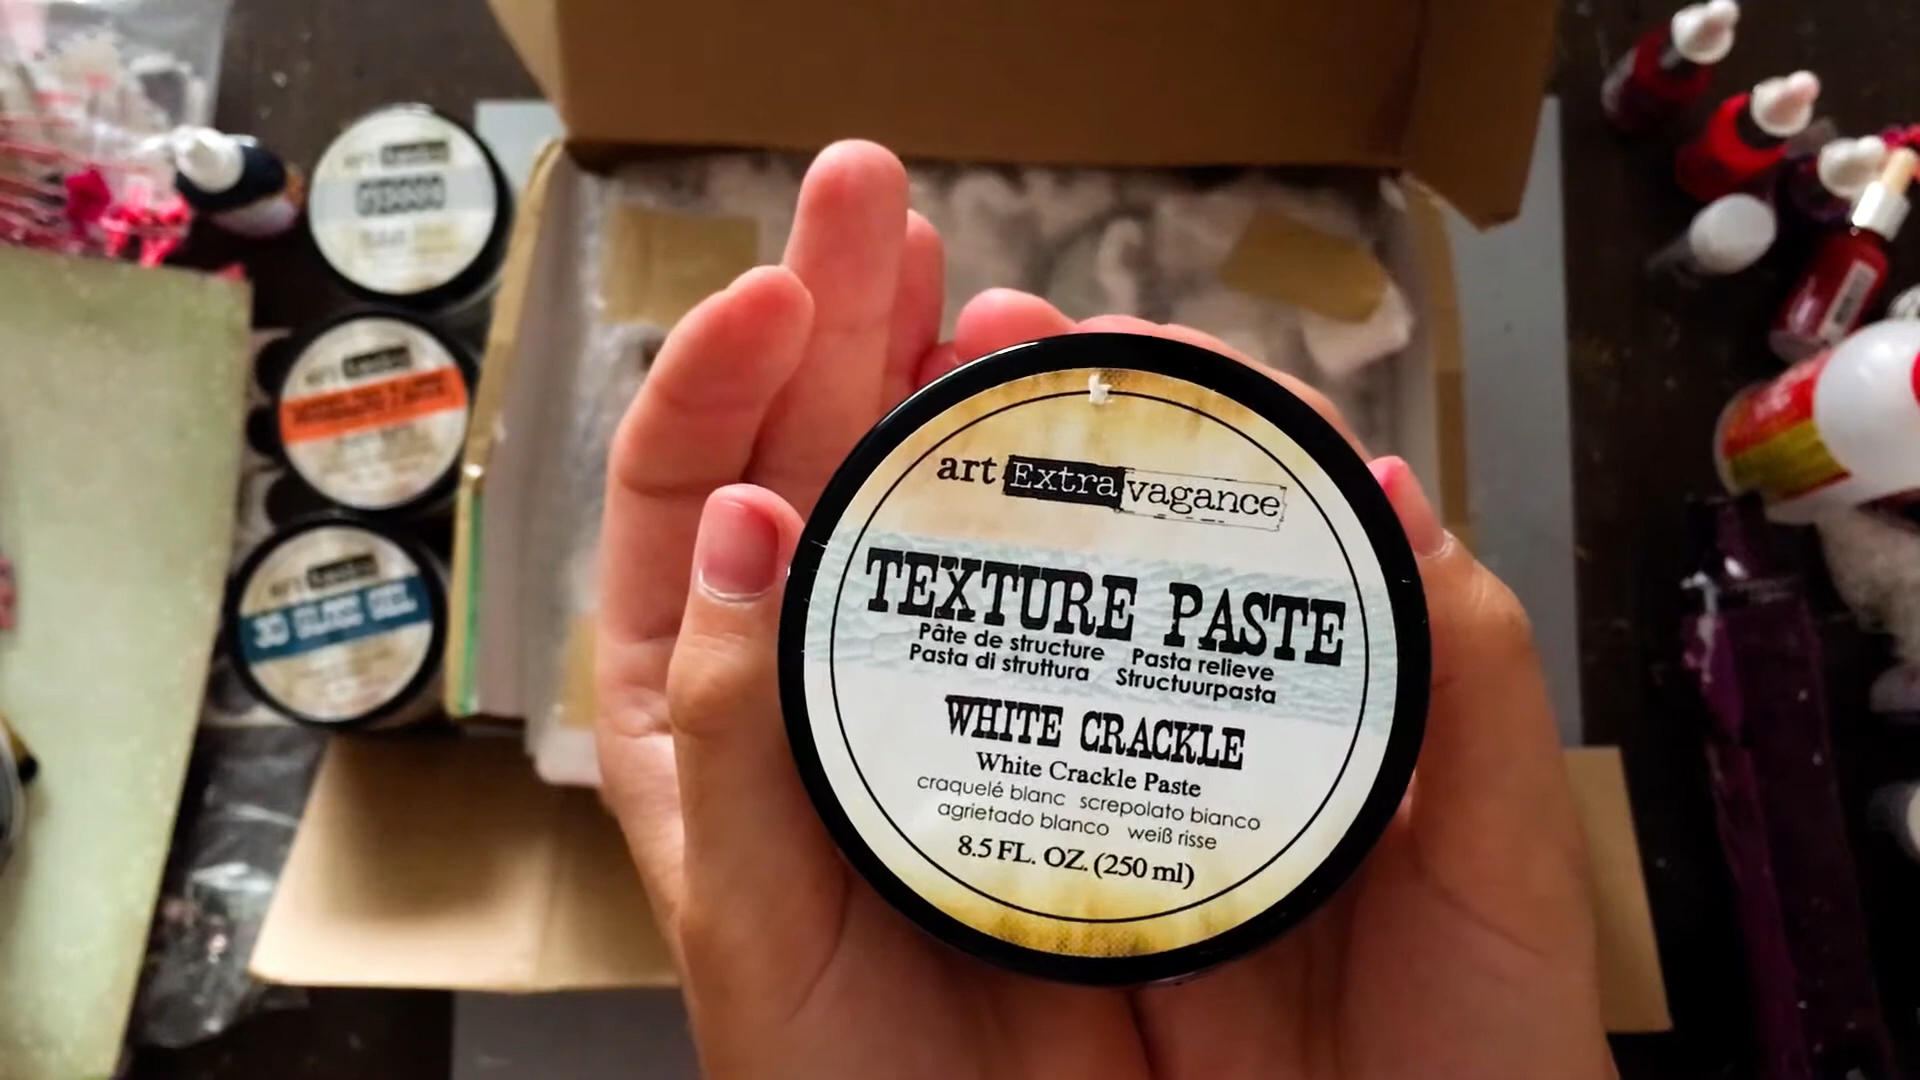 art Extravagance
TEXTURE PASTE
Pâte de structure Pasta relieve
Pasta di struttura Structuurpasta
WHITE CRACKLE
White Crackle Paste
craquelé blanc screpolato bianco
agrietado blanco weiß risse
8.5 FL. OZ. (250 ml)
art
3D GLOSS GEL